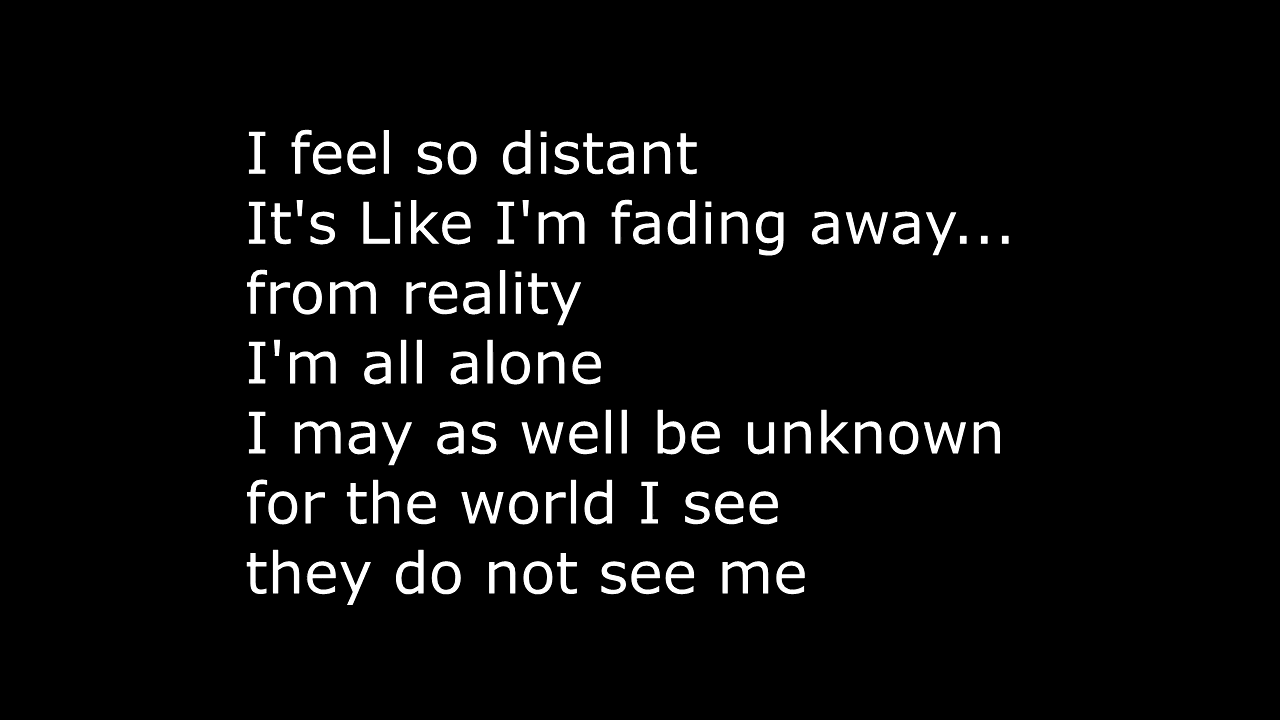 I feel so distant
It's Like I'm fading away...
from reality
I'm all alone
I may as well be unknown
for the world I see
they do not see me